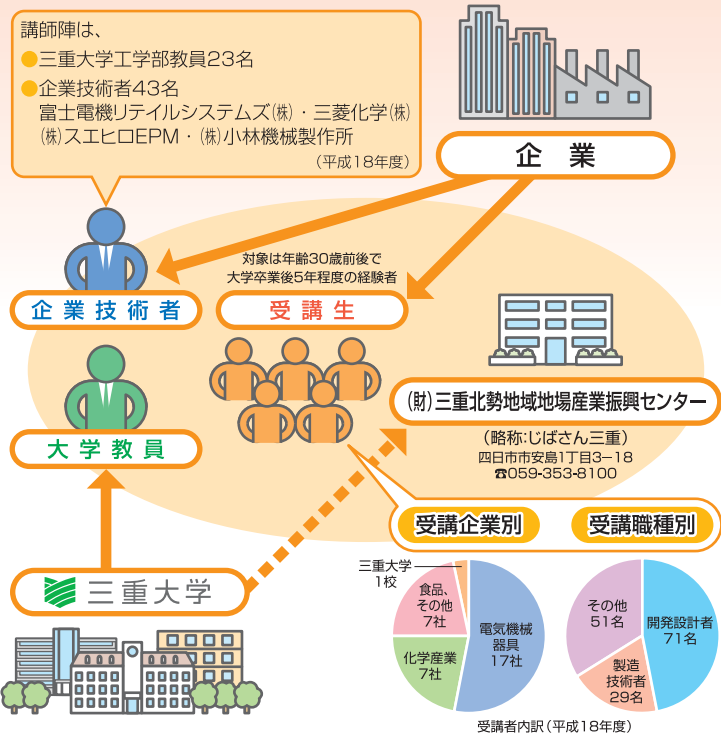 講師陣は、
●三重大学工学部教員23名
●企業技術者43名
富士電機リテイルシステムズ㈱・三菱化学㈱
㈱スエヒロEPM・㈱小林機械製作所
(平成18年度)
企業
企業技術者
対象は年齢30歳前後で
大学卒業後5年程度の経験者
受講生
大学教員
(財)三重北勢地域地場産業振興センター
(略称:じばさん三重)
四日市市安島1丁目3−18
☎059-353-8100
三重大学
受講企業別
受講職種別
三重大学
1校
食品、
その他
7社
化学産業
7社
電気機械
器具
17社
その他
51名
開発設計者
71名
製造
技術者
29名
受講者内訳(平成18年度)